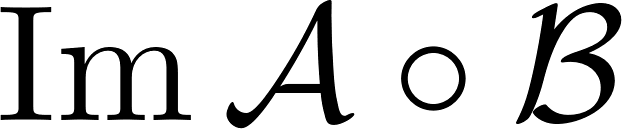 Im 𝒜 ∘ ℬ